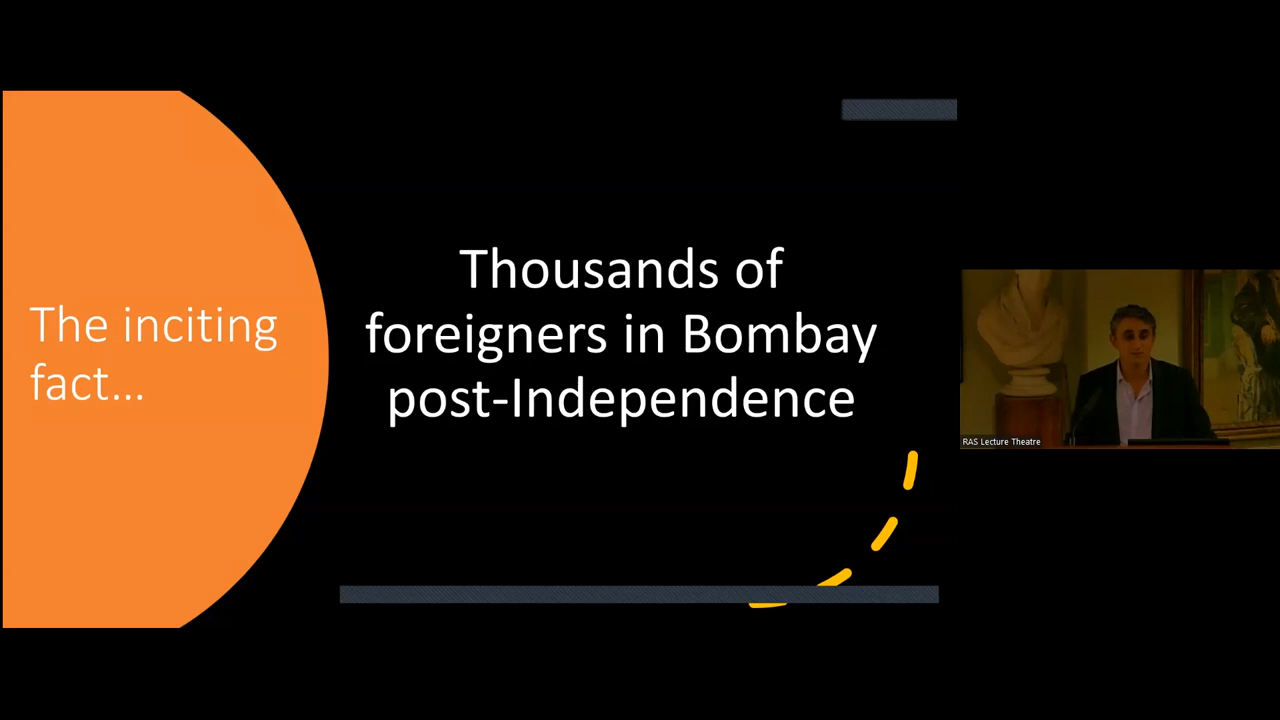 The inciting
fact...
Thousands of
foreigners in Bombay
post-Independence
RAS Lecture Theatre